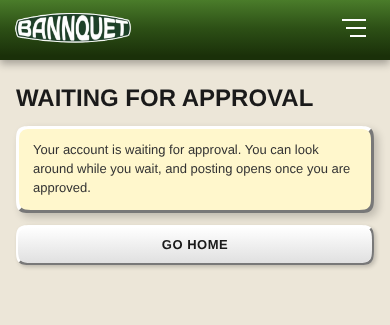 BANNQUET
WAITING FOR APPROVAL
Your account is waiting for approval. You can look
around while you wait, and posting opens once you are
approved.
GO HOME